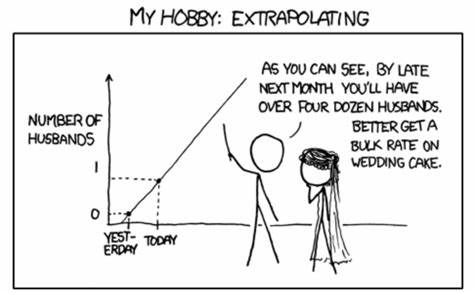 MY HOBBY: EXTRAPOLATING
AS YOU CAN SEE, BY LATE
NEXT MONTH YOU'LL HAVE
OVER FOUR DOZEN HUSBANDS.
BETTER GET A
BULK RATE ON
WEDDING CAKE.
NUMBER OF
HUSBANDS
1
0
YEST-
ERDAY
TODAY